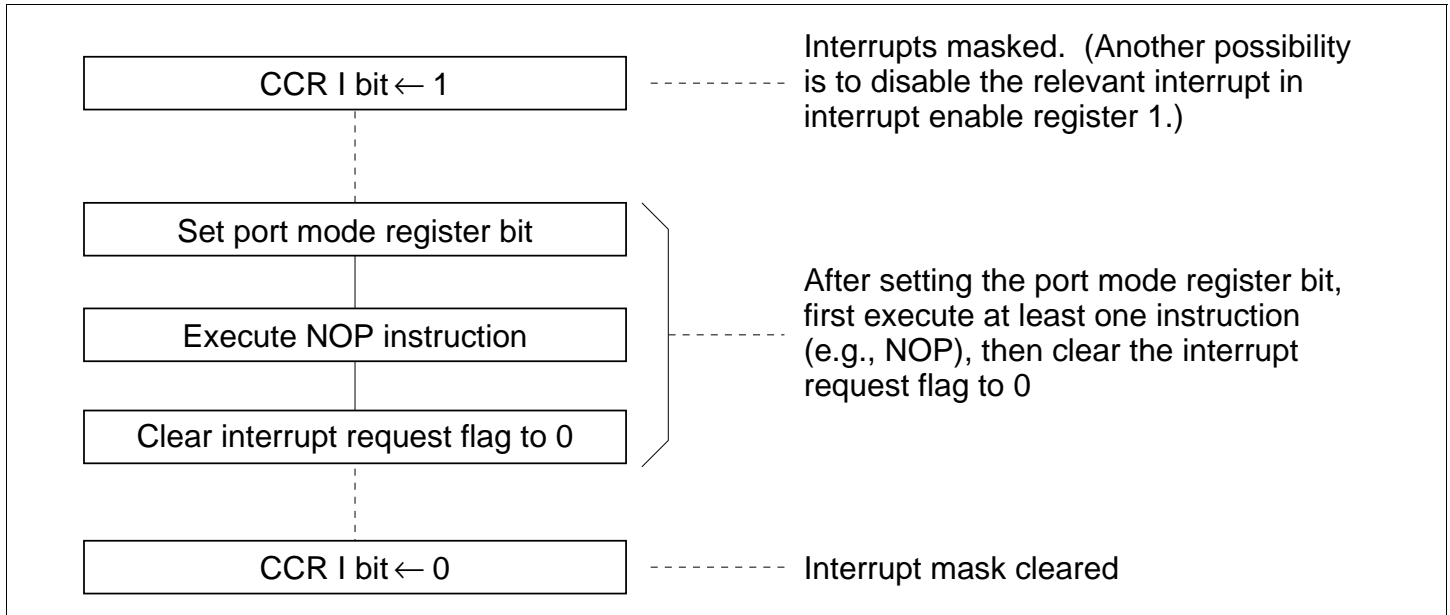 CCR I bit ← 1
Interrupts masked. (Another possibility
is to disable the relevant interrupt in
interrupt enable register 1.)
Set port mode register bit
Execute NOP instruction
Clear interrupt request flag to 0
After setting the port mode register bit,
first execute at least one instruction
(e.g., NOP), then clear the interrupt
request flag to 0
CCR I bit ← 0
Interrupt mask cleared